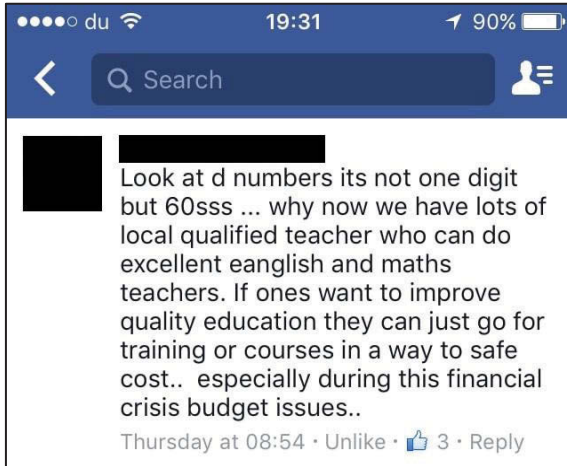 du 19:31 90%
Search
Look at d numbers its not one digit
but 60sss ... why now we have lots of
local qualified teacher who can do
excellent eanglish and maths
teachers. If ones want to improve
quality education they can just go for
training or courses in a way to safe
cost.. especially during this financial
crisis budget issues..
Thursday at 08:54 · Unlike · 3 · Reply